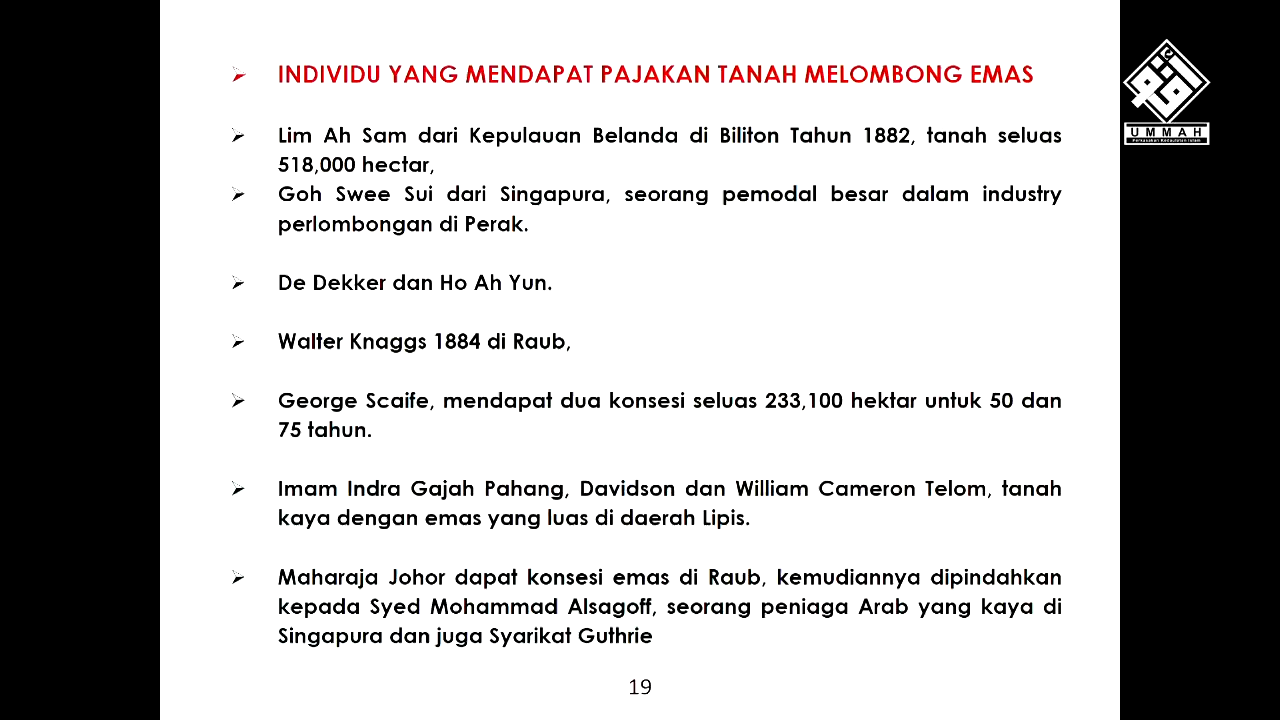 INDIVIDU YANG MENDAPAT PAJAKAN TANAH MELOMBONG EMAS
Lim Ah Sam dari Kepulauan Belanda di Biliton Tahun 1882, tanah seluas
518,000 hectar,
Goh Swee Sui dari Singapura, seorang pemodal besar dalam industry
perlombongan di Perak.
De Dekker dan Ho Ah Yun.
Walter Knaggs 1884 di Raub,
George Scaife, mendapat dua konsesi seluas 233,100 hektar untuk 50 dan
75 tahun.
Imam Indra Gajah Pahang, Davidson dan William Cameron Telom, tanah
kaya dengan emas yang luas di daerah Lipis.
Maharaja Johor dapat konsesi emas di Raub, kemudiannya dipindahkan
kepada Syed Mohammad Alsagoff, seorang peniaga Arab yang kaya di
Singapura dan juga Syarikat Guthrie
19
UMMAH